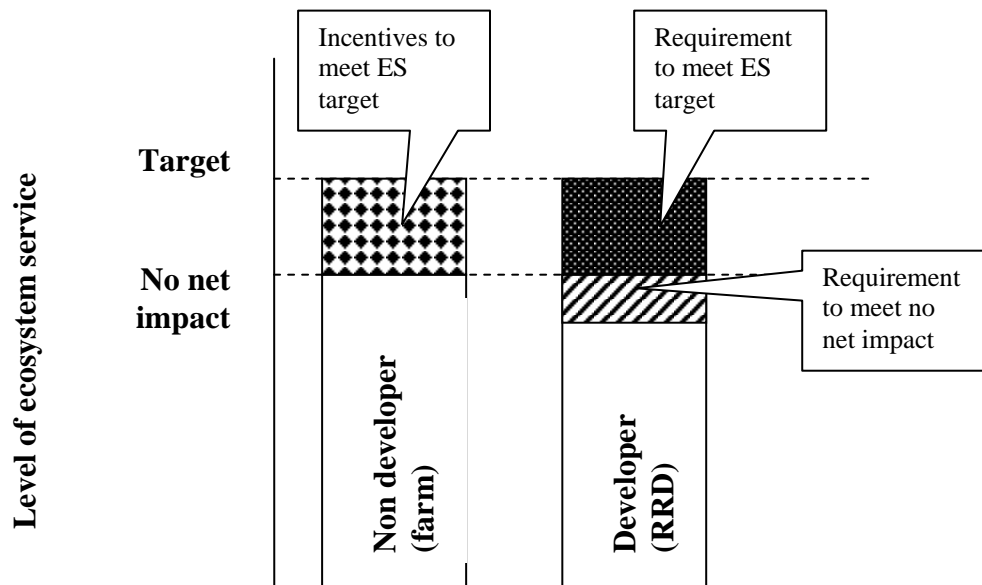 Incentives to
meet ES
target
Requirement
to meet ES
target
Target
No net
impact
Requirement
to meet no
net impact
Level of ecosystem service
Non developer
(farm)
Developer
(RRD)